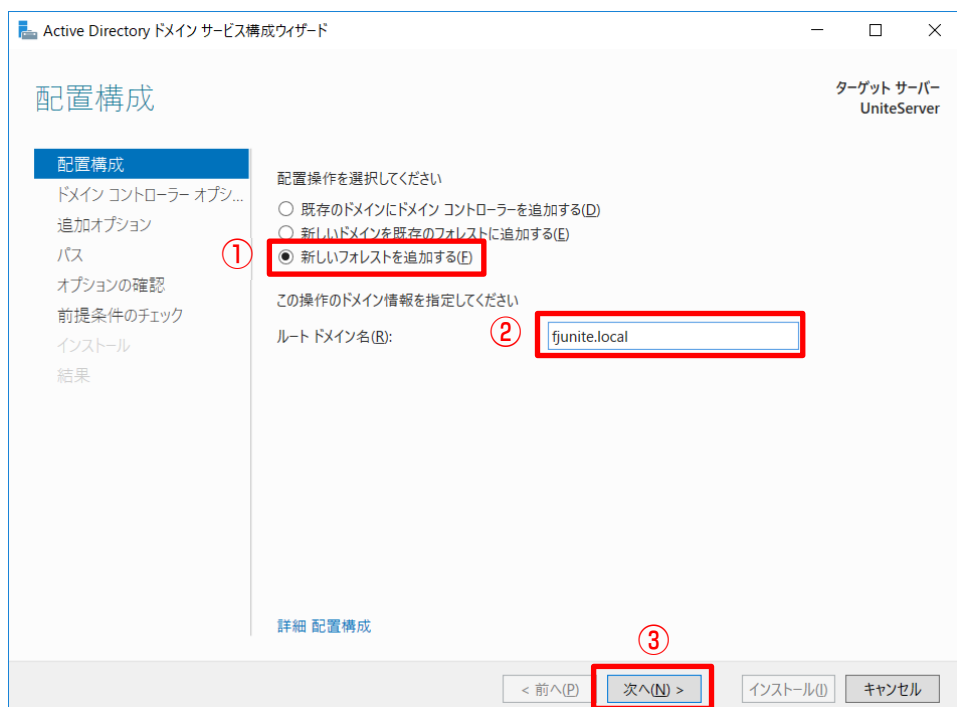 Active Directory ドメイン サービス構成ウィザード
配置構成
ターゲット サーバー
UniteServer
配置構成
ドメイン コントローラー オプシ...
追加オプション
パス
オプションの確認
前提条件のチェック
インストール
結果
配置操作を選択してください
既存のドメインにドメイン コントローラーを追加する(D)
新しいドメインを既存のフォレストに追加する(E)
① 新しいフォレストを追加する(F)
この操作のドメイン情報を指定してください
ルート ドメイン名(R): ② fjunite.local
詳細 配置構成
③
< 前へ(P) 次へ(N) > インストール(I) キャンセル